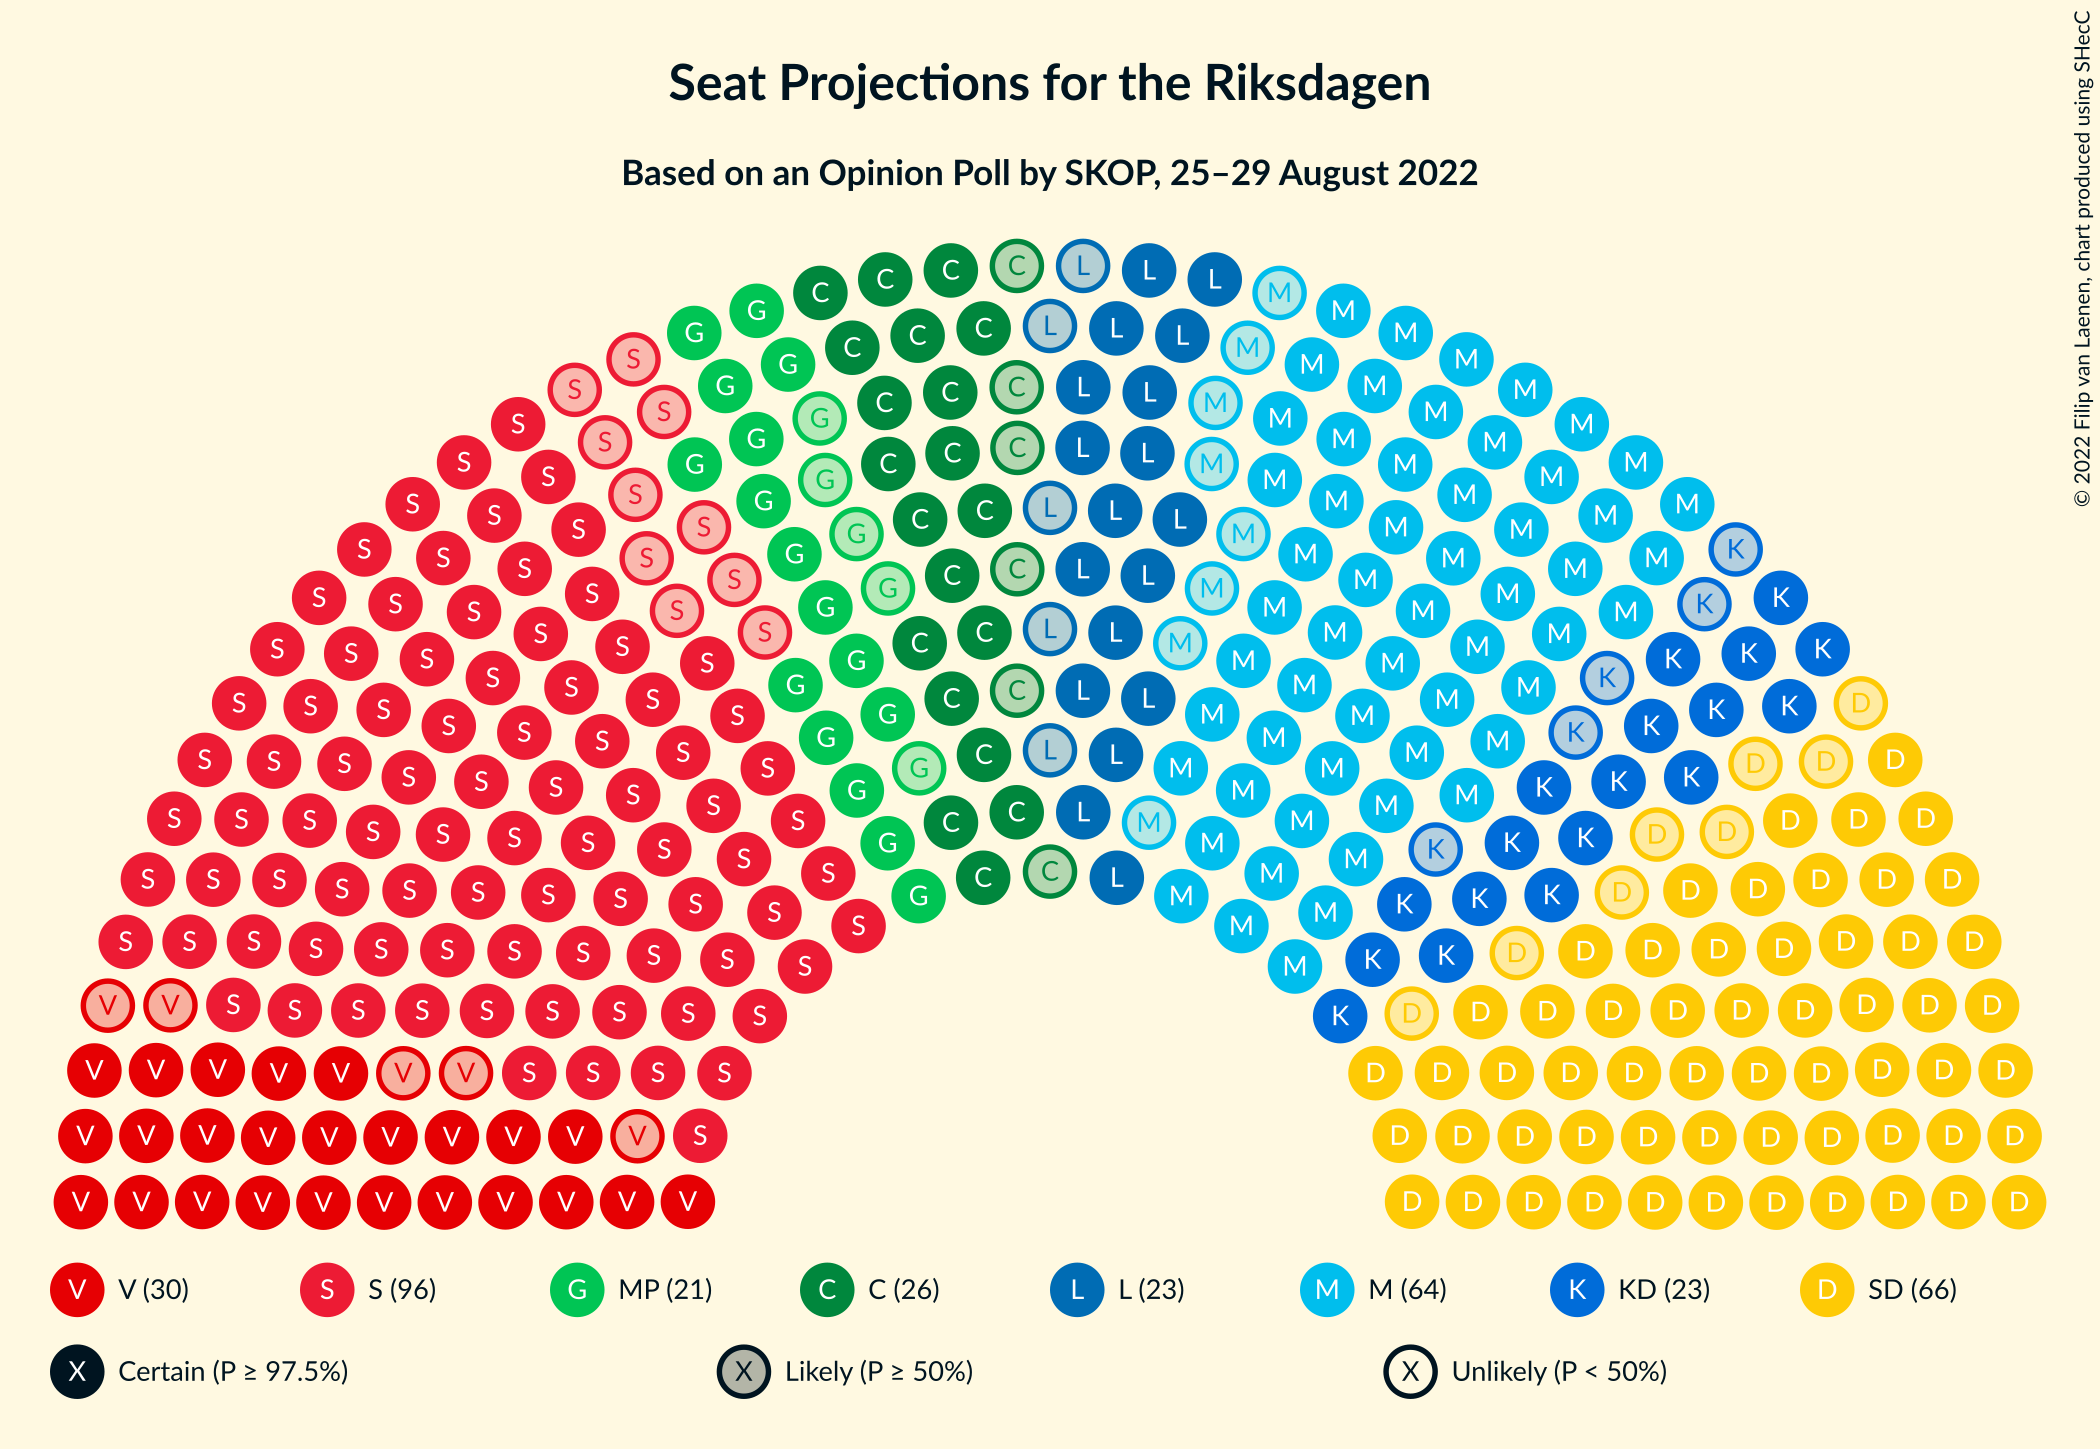 Seat Projections for the Riksdagen
Based on an Opinion Poll by SKOP, 25–29 August 2022
© 2022 Filip van Laenen, chart produced using SHecC
V V (30) S S (96) G MP (21) C C (26) L L (23) M M (64) K KD (23) D SD (66)
X Certain (P ≥ 97.5%) X Likely (P ≥ 50%) X Unlikely (P < 50%)